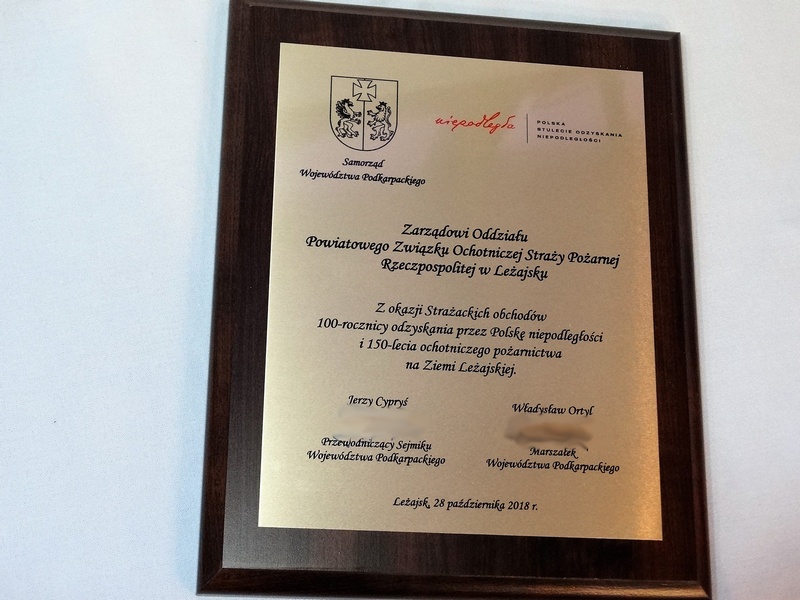 Samorząd
Województwa Podkarpackiego
niepodległa
POLSKA
STULECIE ODZYSKANIA
NIEPODLEGŁOŚCI
Zarządowi Oddziału
Powiatowego Związku Ochotniczej Straży Pożarnej
Rzeczpospolitej w Leżajsku
Z okazji Strażackich obchodów
100-rocznicy odzyskania przez Polskę niepodległości
i 150-lecia ochotniczego pożarnictwa
na Ziemi Leżajskiej.
Jerzy Cypryś
Przewodniczący Sejmiku
Województwa Podkarpackiego
Władysław Ortyl
Marszałek
Województwa Podkarpackiego
Leżajsk, 28 października 2018 r.